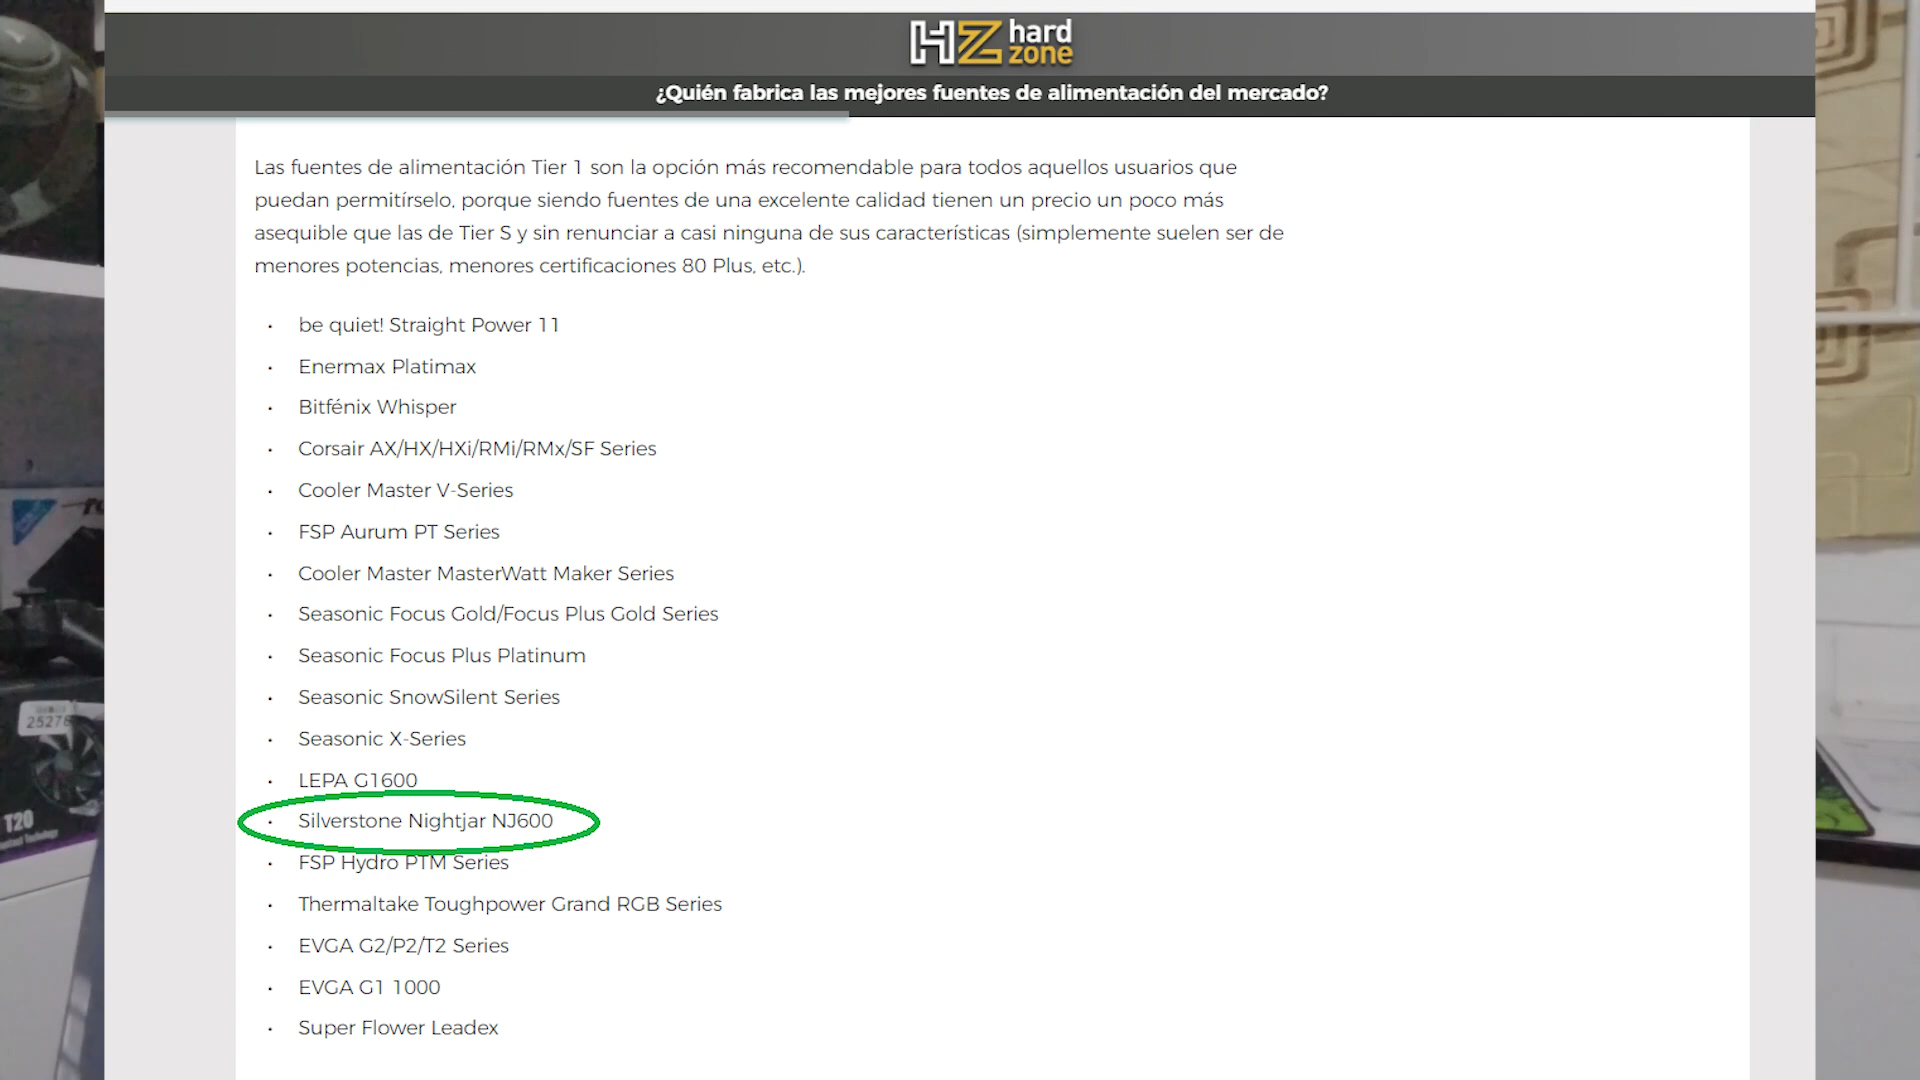 HZ hard zone
¿Quién fabrica las mejores fuentes de alimentación del mercado?
Las fuentes de alimentación Tier 1 son la opción más recomendable para todos aquellos usuarios que
puedan permitírselo, porque siendo fuentes de una excelente calidad tienen un precio un poco más
asequible que las de Tier S y sin renunciar a casi ninguna de sus características (simplemente suelen ser de
menores potencias, menores certificaciones 80 Plus, etc.).
• be quiet! Straight Power 11
• Enermax Platimax
• Bitfénix Whisper
• Corsair AX/HX/HXi/RMi/RMx/SF Series
• Cooler Master V-Series
• FSP Aurum PT Series
• Cooler Master MasterWatt Maker Series
• Seasonic Focus Gold/Focus Plus Gold Series
• Seasonic Focus Plus Platinum
• Seasonic SnowSilent Series
• Seasonic X-Series
• LEPA G1600
• Silverstone Nightjar NJ600
• FSP Hydro PTM Series
• Thermaltake Toughpower Grand RGB Series
• EVGA G2/P2/T2 Series
• EVGA G1 1000
• Super Flower Leadex
25278
T20